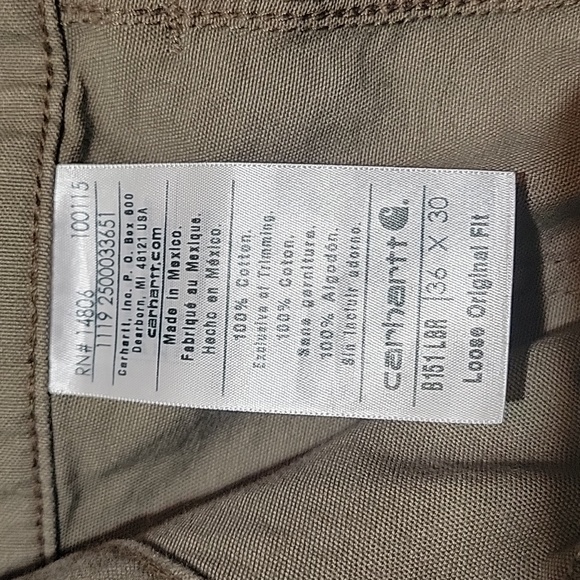 carhartt
B151 LBR 36 X 30
Loose Original Fit
100% Cotton.
Exclusive of Trimming.
100% Coton,
Sans garniture.
100% Algodón.
Sin incluir adorno.
Made in Mexico.
Fabriqué au Mexique.
Hecho en México.
Carhartt, Inc. P. O. Box 600
Dearborn, MI 48121 USA
carhartt.com
1119 2500033651
RN# 14806 100115